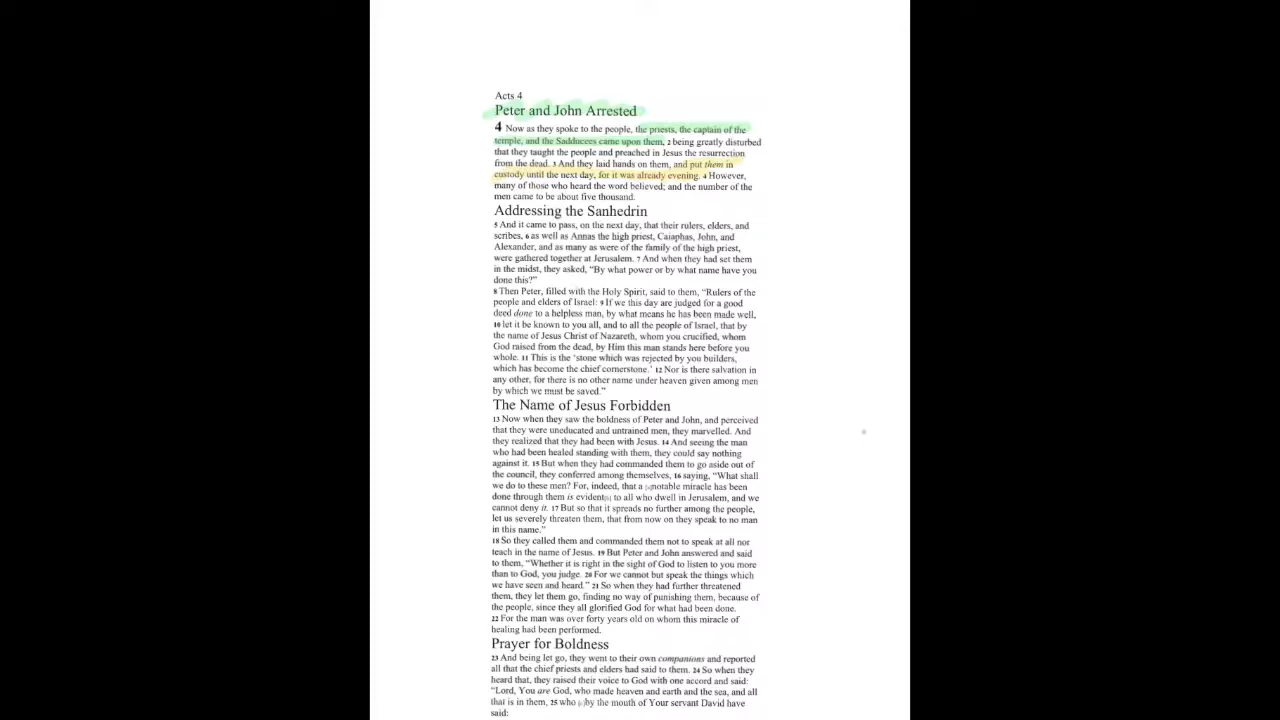 Acts 4
Peter and John Arrested
4 Now as they spoke to the people, the priests, the captain of the
temple, and the Sadducees came upon them, 2 being greatly disturbed
that they taught the people and preached in Jesus the resurrection
from the dead. 3 And they laid hands on them, and put them in
custody until the next day, for it was already evening. 4 However,
many of those who heard the word believed; and the number of the
men came to be about five thousand.
Addressing the Sanhedrin
5 And it came to pass, on the next day, that their rulers, elders, and
scribes, 6 as well as Annas the high priest, Caiaphas, John, and
Alexander, and as many as were of the family of the high priest,
were gathered together at Jerusalem. 7 And when they had set them
in the midst, they asked, “By what power or by what name have you
done this?”
8 Then Peter, filled with the Holy Spirit, said to them, “Rulers of the
people and elders of Israel: 9 If we this day are judged for a good
deed done to a helpless man, by what means he has been made well,
10 let it be known to you all, and to all the people of Israel, that by
the name of Jesus Christ of Nazareth, whom you crucified, whom
God raised from the dead, by Him this man stands here before you
whole. 11 This is the ‘stone which was rejected by you builders,
which has become the chief cornerstone.’ 12 Nor is there salvation in
any other, for there is no other name under heaven given among men
by which we must be saved.”
The Name of Jesus Forbidden
13 Now when they saw the boldness of Peter and John, and perceived
that they were uneducated and untrained men, they marvelled. And
they realized that they had been with Jesus. 14 And seeing the man
who had been healed standing with them, they could say nothing
against it. 15 But when they had commanded them to go aside out of
the council, they conferred among themselves, 16 saying, “What shall
we do to these men? For, indeed, that a [a]notable miracle has been
done through them is evident[b] to all who dwell in Jerusalem, and we
cannot deny it. 17 But so that it spreads no further among the people,
let us severely threaten them, that from now on they speak to no man
in this name.”
18 So they called them and commanded them not to speak at all nor
teach in the name of Jesus. 19 But Peter and John answered and said
to them, “Whether it is right in the sight of God to listen to you more
than to God, you judge. 20 For we cannot but speak the things which
we have seen and heard.” 21 So when they had further threatened
them, they let them go, finding no way of punishing them, because of
the people, since they all glorified God for what had been done.
22 For the man was over forty years old on whom this miracle of
healing had been performed.
Prayer for Boldness
23 And being let go, they went to their own companions and reported
all that the chief priests and elders had said to them. 24 So when they
heard that, they raised their voice to God with one accord and said:
“Lord, You are God, who made heaven and earth and the sea, and all
that is in them, 25 who [c]by the mouth of Your servant David have
said: